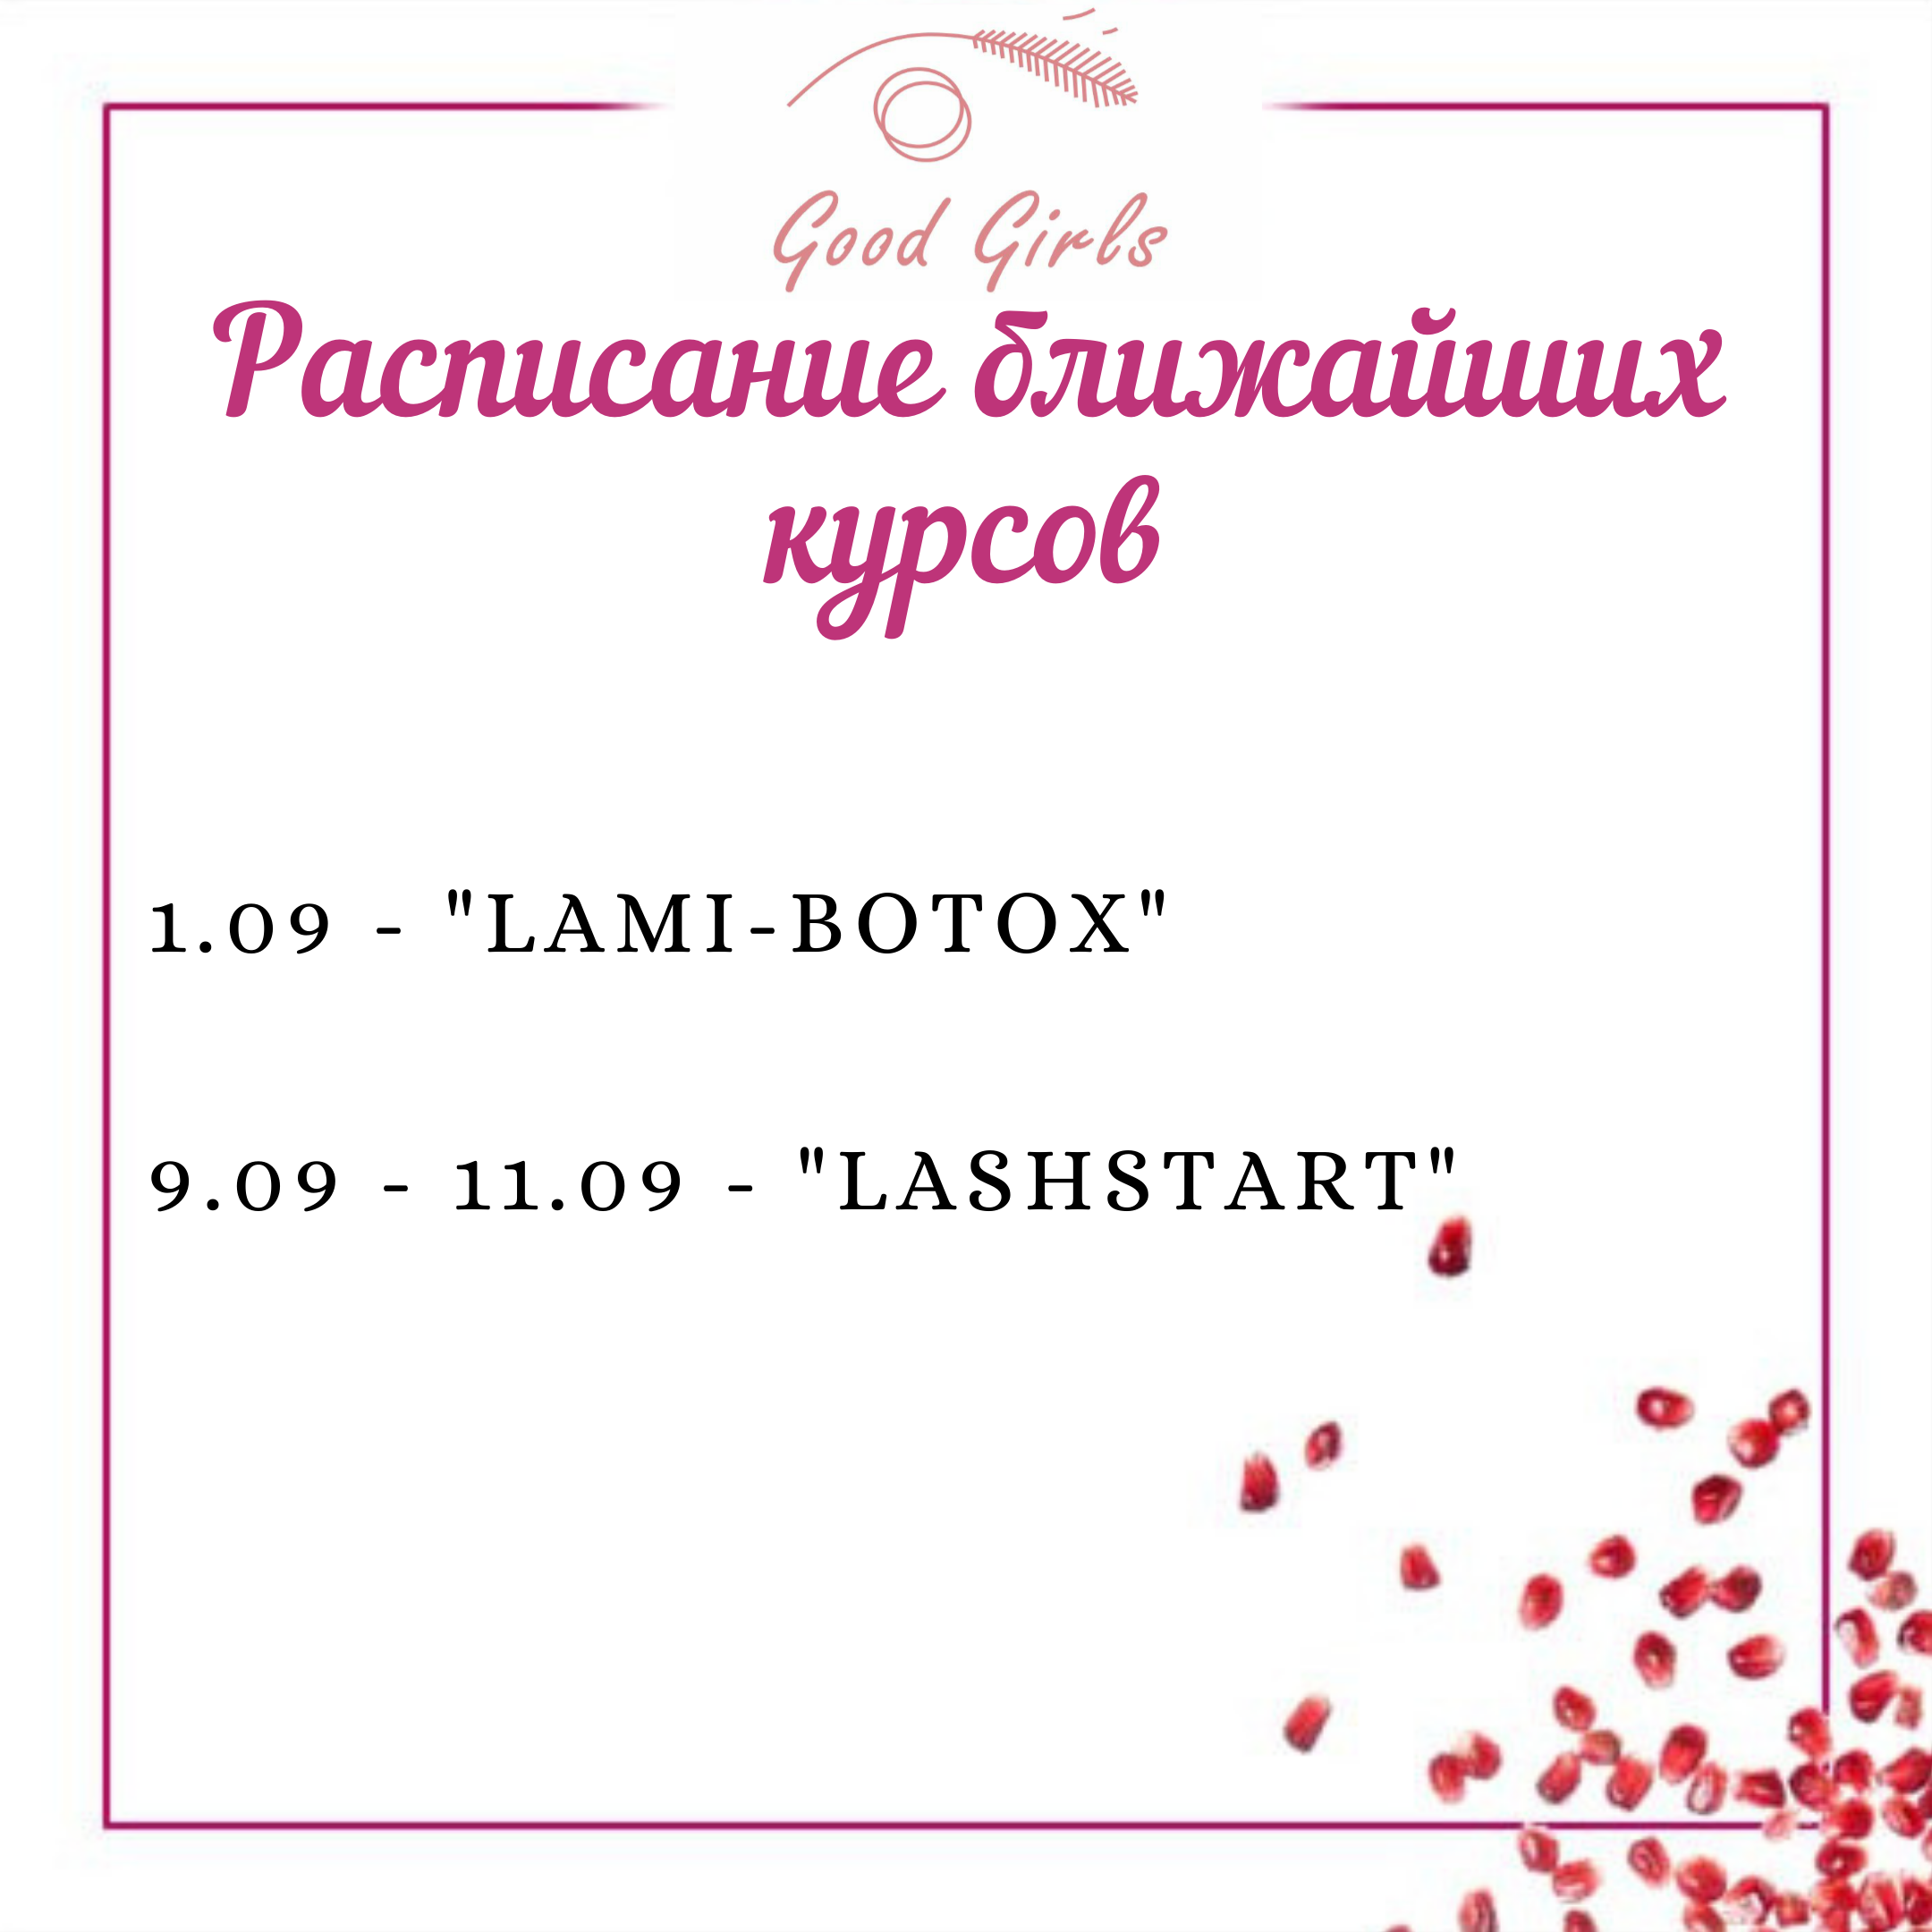 Good Girls
Расписание ближайших
курсов
1.09 - "LAMI-BOTOX"
9.09 - 11.09 - "LASHSTART"